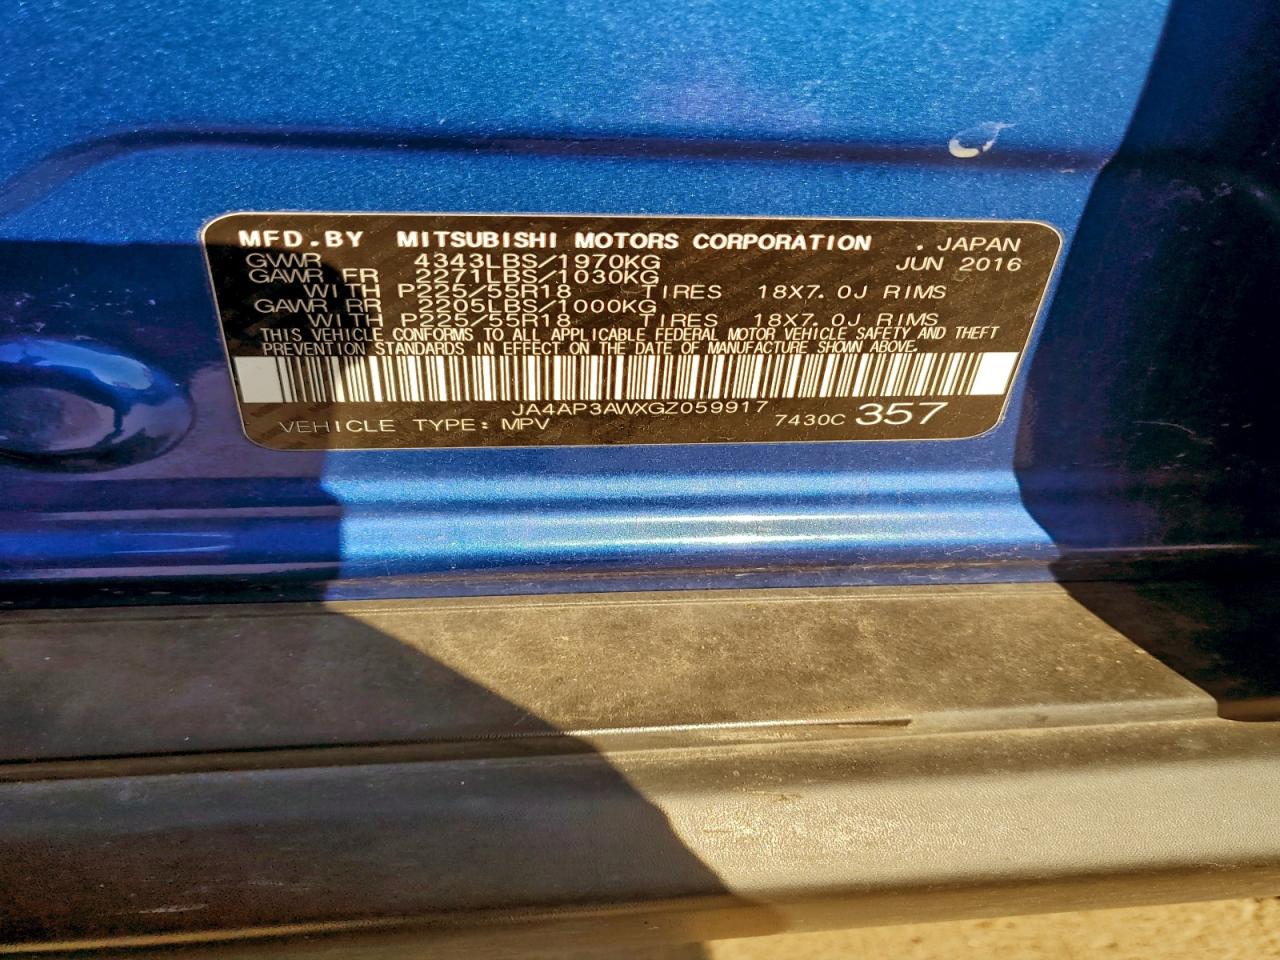 MFD.BY MITSUBISHI MOTORS CORPORATION . JAPAN
GVWR 4343LBS/1970KG JUN 2016
GAWR FR 2271LBS/1030KG
WITH P225/55R18 TIRES 18X7.0J RIMS
GAWR RR 2205LBS/1000KG
WITH P225/55R18 TIRES 18X7.0J RIMS
THIS VEHICLE CONFORMS TO ALL APPLICABLE FEDERAL MOTOR VEHICLE SAFETY AND THEFT
PREVENTION STANDARDS IN EFFECT ON THE DATE OF MANUFACTURE SHOWN ABOVE.
JA4AP3AWXGZ059917
VEHICLE TYPE: MPV 7430C 357